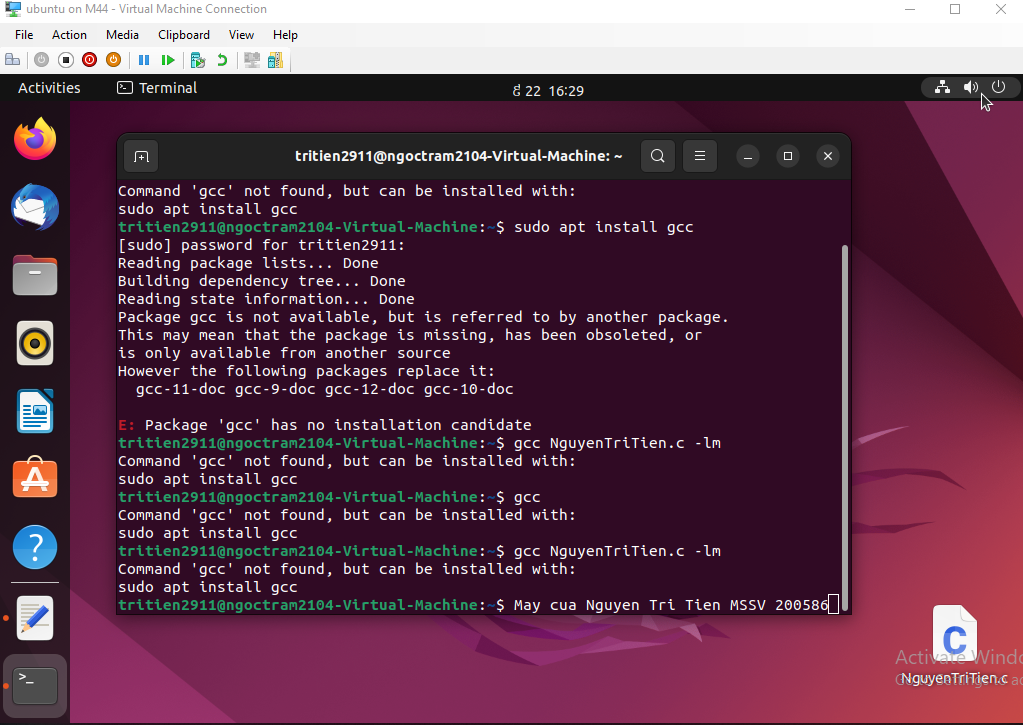 ubuntu on M44 - Virtual Machine Connection
File Action Media Clipboard View Help
Activities Terminal 22 16:29
tritien2911@ngoctram2104-Virtual-Machine: ~
Command 'gcc' not found, but can be installed with:
sudo apt install gcc
tritien2911@ngoctram2104-Virtual-Machine:~$ sudo apt install gcc
[sudo] password for tritien2911:
Reading package lists... Done
Building dependency tree... Done
Reading state information... Done
Package gcc is not available, but is referred to by another package.
This may mean that the package is missing, has been obsoleted, or
is only available from another source
However the following packages replace it:
gcc-11-doc gcc-9-doc gcc-12-doc gcc-10-doc
E: Package 'gcc' has no installation candidate
tritien2911@ngoctram2104-Virtual-Machine:~$ gcc NguyenTriTien.c -lm
Command 'gcc' not found, but can be installed with:
sudo apt install gcc
tritien2911@ngoctram2104-Virtual-Machine:~$ gcc
Command 'gcc' not found, but can be installed with:
sudo apt install gcc
tritien2911@ngoctram2104-Virtual-Machine:~$ gcc NguyenTriTien.c -lm
Command 'gcc' not found, but can be installed with:
sudo apt install gcc
tritien2911@ngoctram2104-Virtual-Machine:~$ May cua Nguyen Tri Tien MSSV 200586
C
Activate Windo
NguyenTriTien.c